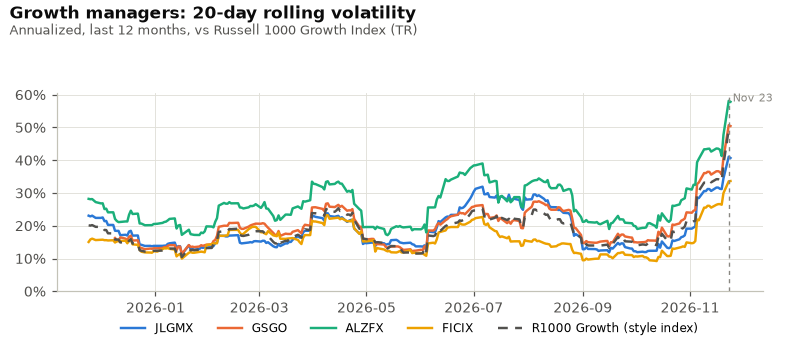 Growth managers: 20-day rolling volatility
Annualized, last 12 months, vs Russell 1000 Growth Index (TR)
60%
Nov 23
50%
40%
30%
20%
10%
0%
2026-01 2026-03 2026-05 2026-07 2026-09 2026-11
JLGMX GSGO ALZFX FICIX R1000 Growth (style index)